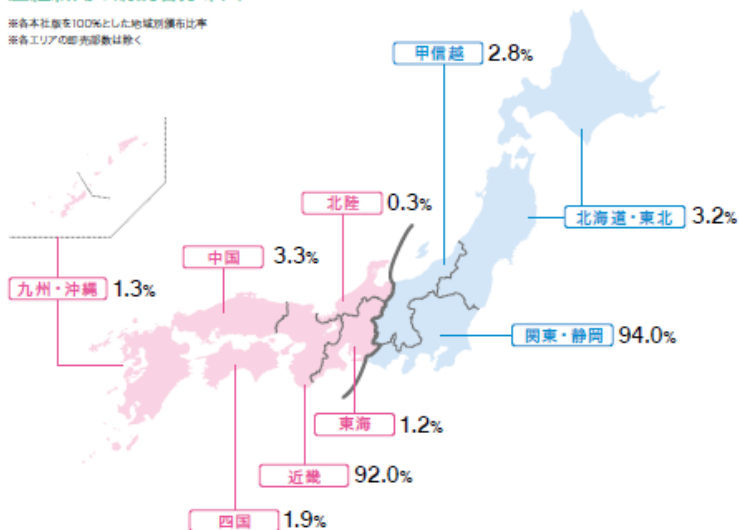 ※各本社版を100%とした地域別頒布比率
※各エリアの即売部数は除く
甲信越 2.8%
北海道・東北 3.2%
北陸 0.3%
中国 3.3%
九州・沖縄 1.3%
関東・静岡 94.0%
東海 1.2%
近畿 92.0%
四国 1.9%